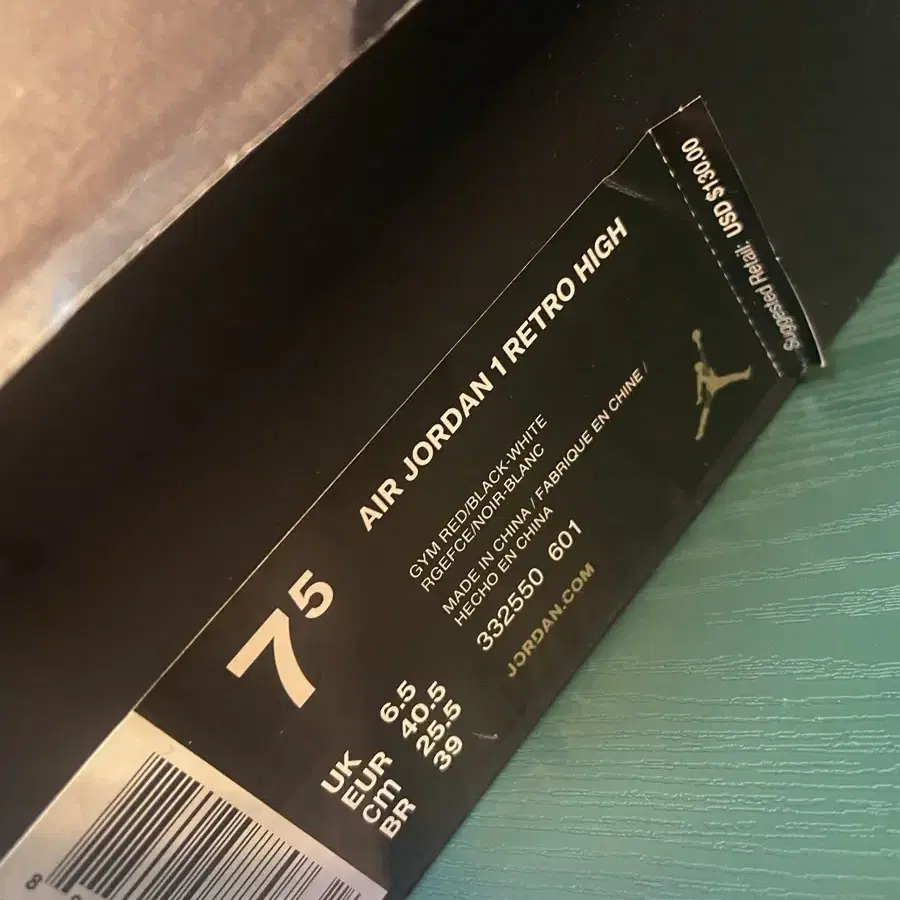 Suggested Retail: USD $130.00
AIR JORDAN 1 RETRO HIGH
GYM RED/BLACK-WHITE
RGEFCE/NOIR-BLANC
MADE IN CHINA / FABRIQUE EN CHINE /
HECHO EN CHINA
332550 601
JORDAN.COM
7 5
UK 6.5
EUR 40.5
cm 25.5
BR 39
8